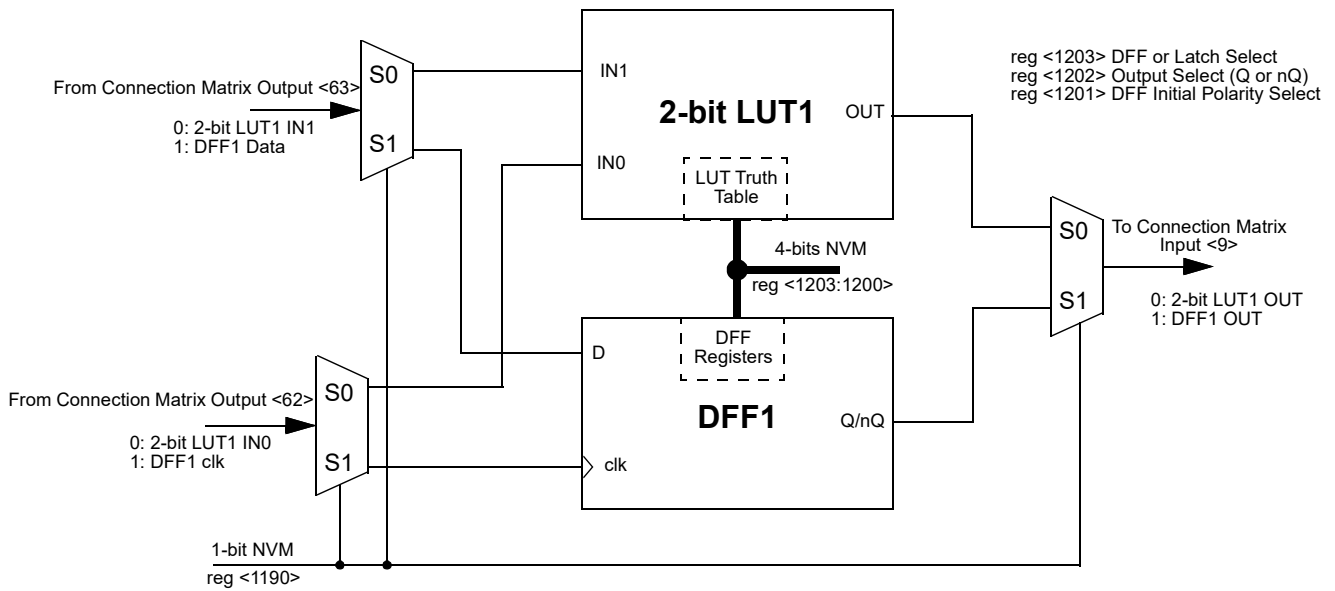 From Connection Matrix Output <63>
0: 2-bit LUT1 IN1
1: DFF1 Data
S0
S1
IN1
IN0
2-bit LUT1
OUT
LUT Truth
Table
reg <1203> DFF or Latch Select
reg <1202> Output Select (Q or nQ)
reg <1201> DFF Initial Polarity Select
4-bits NVM
reg <1203:1200>
S0
S1
To Connection Matrix
Input <9>
0: 2-bit LUT1 OUT
1: DFF1 OUT
From Connection Matrix Output <62>
0: 2-bit LUT1 IN0
1: DFF1 clk
S0
S1
D
clk
DFF
Registers
DFF1
Q/nQ
1-bit NVM
reg <1190>